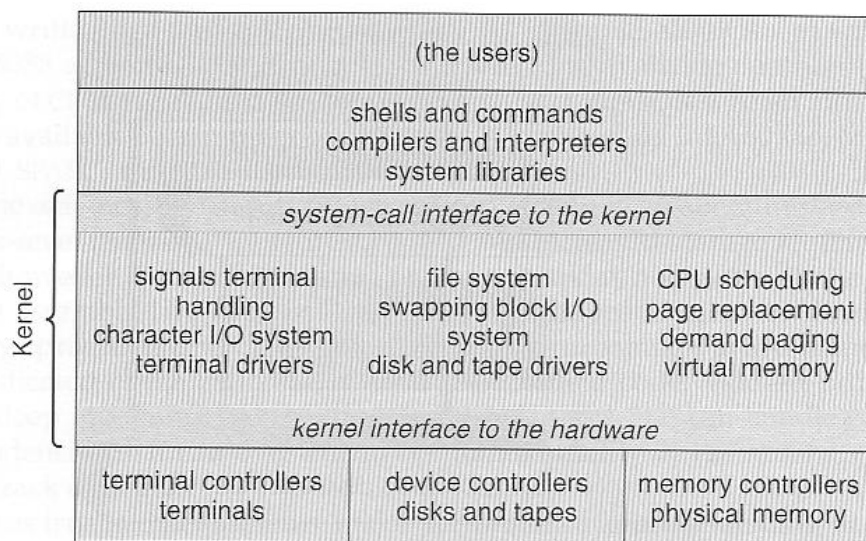 (the users)
shells and commands
compilers and interpreters
system libraries
system-call interface to the kernel
Kernel
signals terminal
handling
character I/O system
terminal drivers
file system
swapping block I/O
system
disk and tape drivers
CPU scheduling
page replacement
demand paging
virtual memory
kernel interface to the hardware
terminal controllers
terminals
device controllers
disks and tapes
memory controllers
physical memory